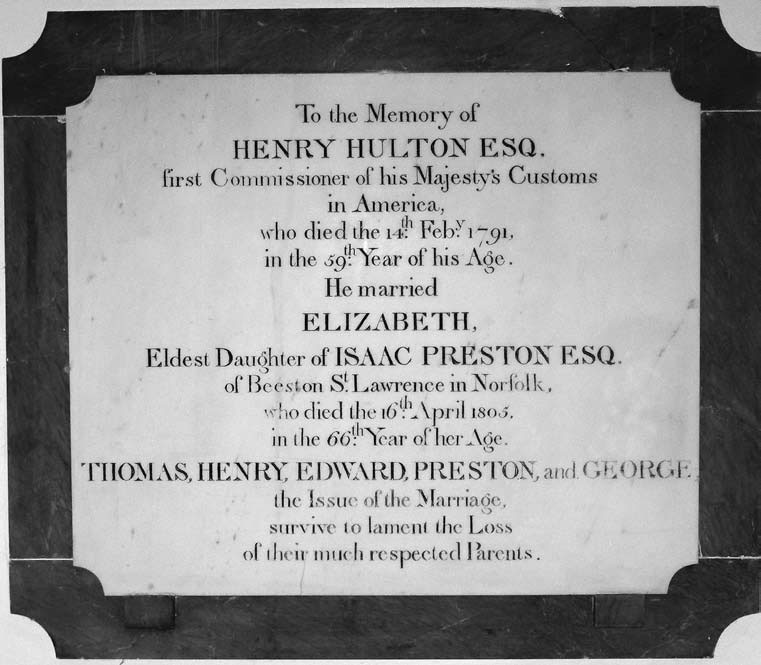 To the Memory of
HENRY HULTON ESQ.
first Commissioner of his Majesty's Customs
in America,
who died the 14th. Feb.y 1791,
in the 59th. Year of his Age.
He married
ELIZABETH,
Eldest Daughter of ISAAC PRESTON ESQ.
of Beeston St. Lawrence in Norfolk,
who died the 16th. April 1805,
in the 66th. Year of her Age.
THOMAS, HENRY, EDWARD, PRESTON, and GEORGE
the Issue of the Marriage,
survive to lament the Loss
of their much respected Parents.